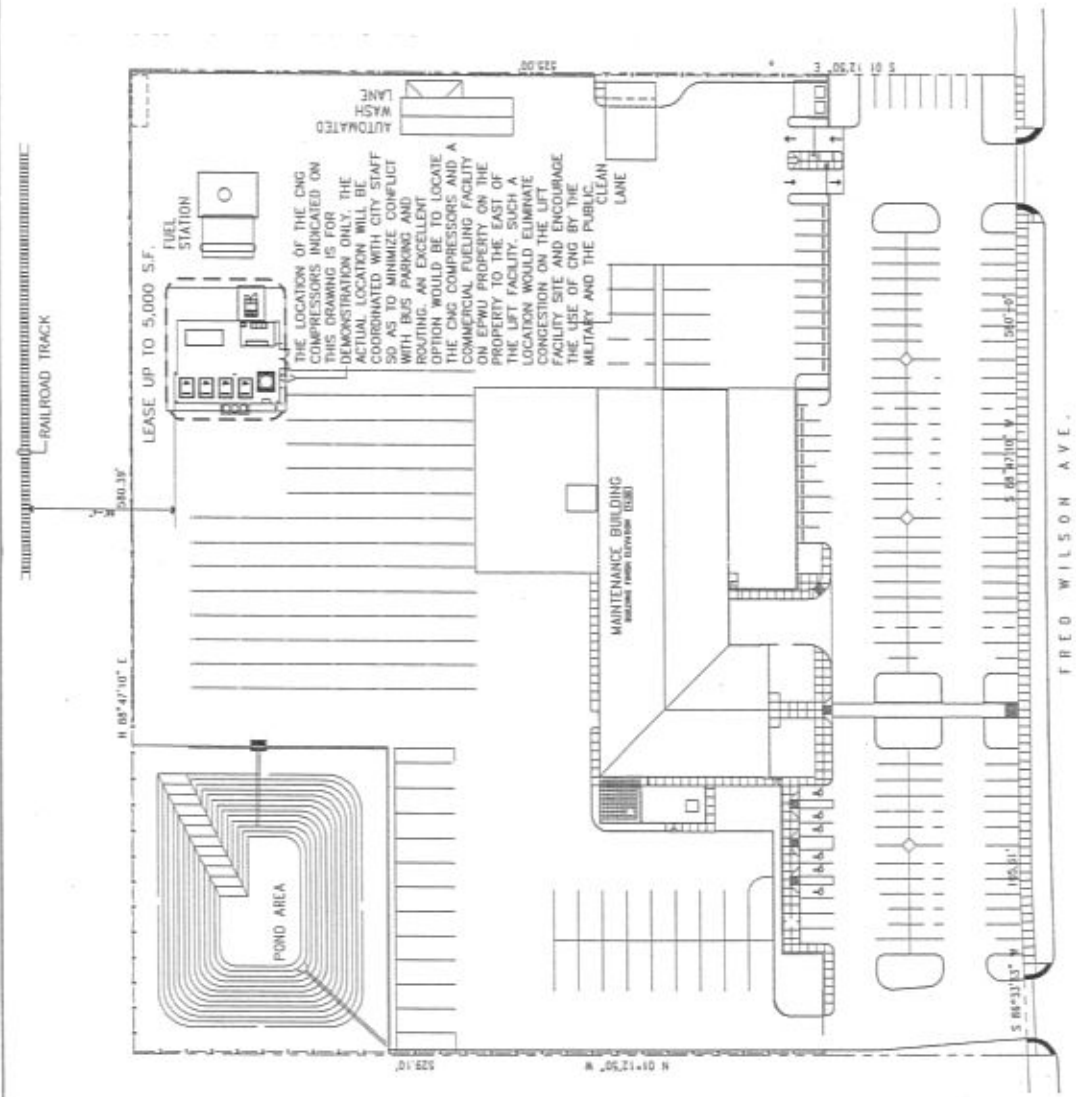 RAILROAD TRACK
LEASE UP TO 5,000 S.F.
580.39'
FUEL
STATION
AUTOMATED
WASH
LANE
525.00'
S 01°12'50" E
THE LOCATION OF THE CNG
COMPRESSORS INDICATED ON
THIS DRAWING IS FOR
DEMONSTRATION ONLY. THE
ACTUAL LOCATION WILL BE
COORDINATED WITH CITY STAFF
SO AS TO MINIMIZE CONFLICT
WITH BUS PARKING AND
ROUTING. AN EXCELLENT
OPTION WOULD BE TO LOCATE
THE CNG COMPRESSORS AND A
COMMERCIAL FUELING FACILITY
ON EPWU PROPERTY ON THE
PROPERTY TO THE EAST OF
THE LIFT FACILITY. SUCH A
LOCATION WOULD ELIMINATE
CONGESTION ON THE LIFT
FACILITY SITE AND ENCOURAGE
THE USE OF CNG BY THE
MILITARY AND THE PUBLIC.
CLEAN
LANE
N 88°47'10" E
MAINTENANCE BUILDING
BUILDING FINISH ELEVATION
POND AREA
529.10'
N 01°12'50" W
S 88°47'10" W
195.61'
FRED WILSON AVE.